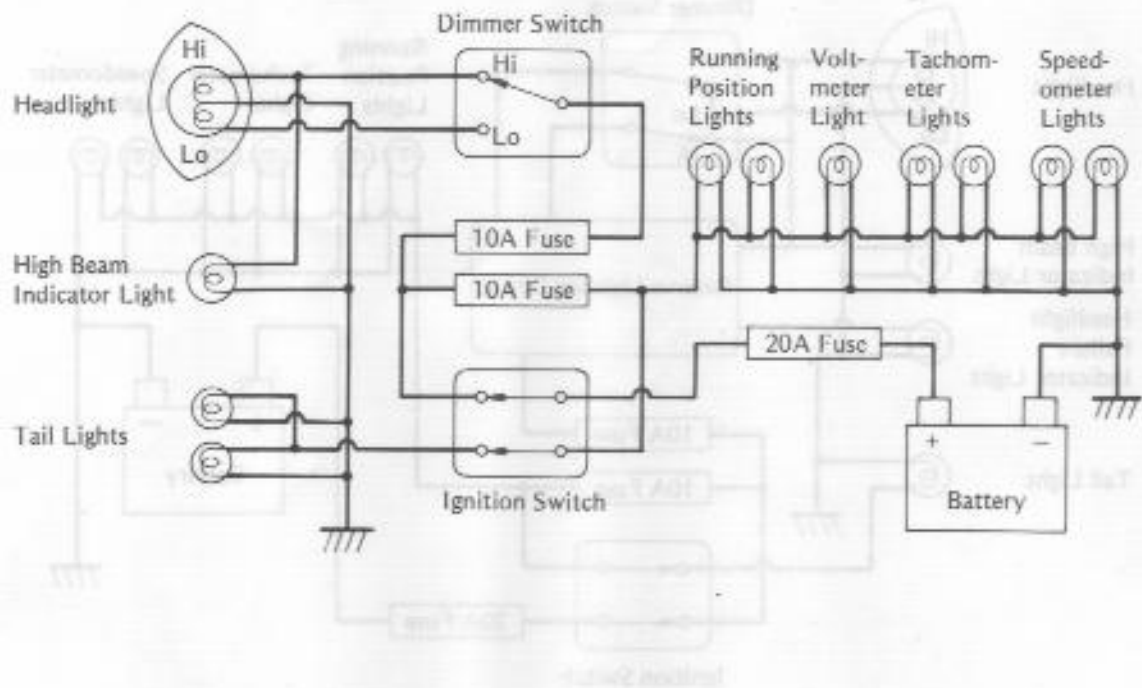 Dimmer Switch
Hi
Headlight
Lo
Hi
Lo
Running
Position
Lights
Volt-
meter
Light
Tachom-
eter
Lights
Speed-
ometer
Lights
10A Fuse
High Beam
Indicator Light
10A Fuse
20A Fuse
Tail Lights
Ignition Switch
+
−
Battery